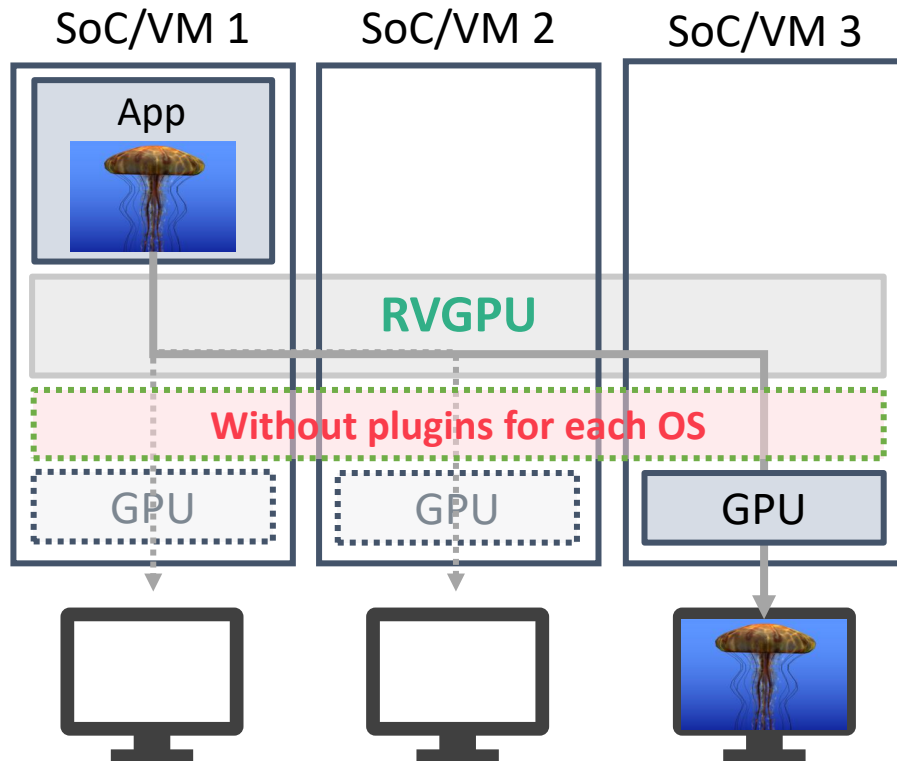 SoC/VM 1
SoC/VM 2
SoC/VM 3
App
RVGPU
Without plugins for each OS
GPU
GPU
GPU